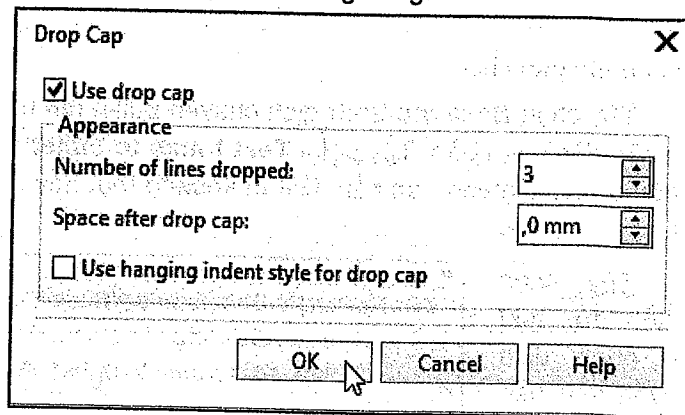 Drop Cap
Use drop cap
Appearance
Number of lines dropped: 3
Space after drop cap: ,0 mm
Use hanging indent style for drop cap
OK Cancel Help